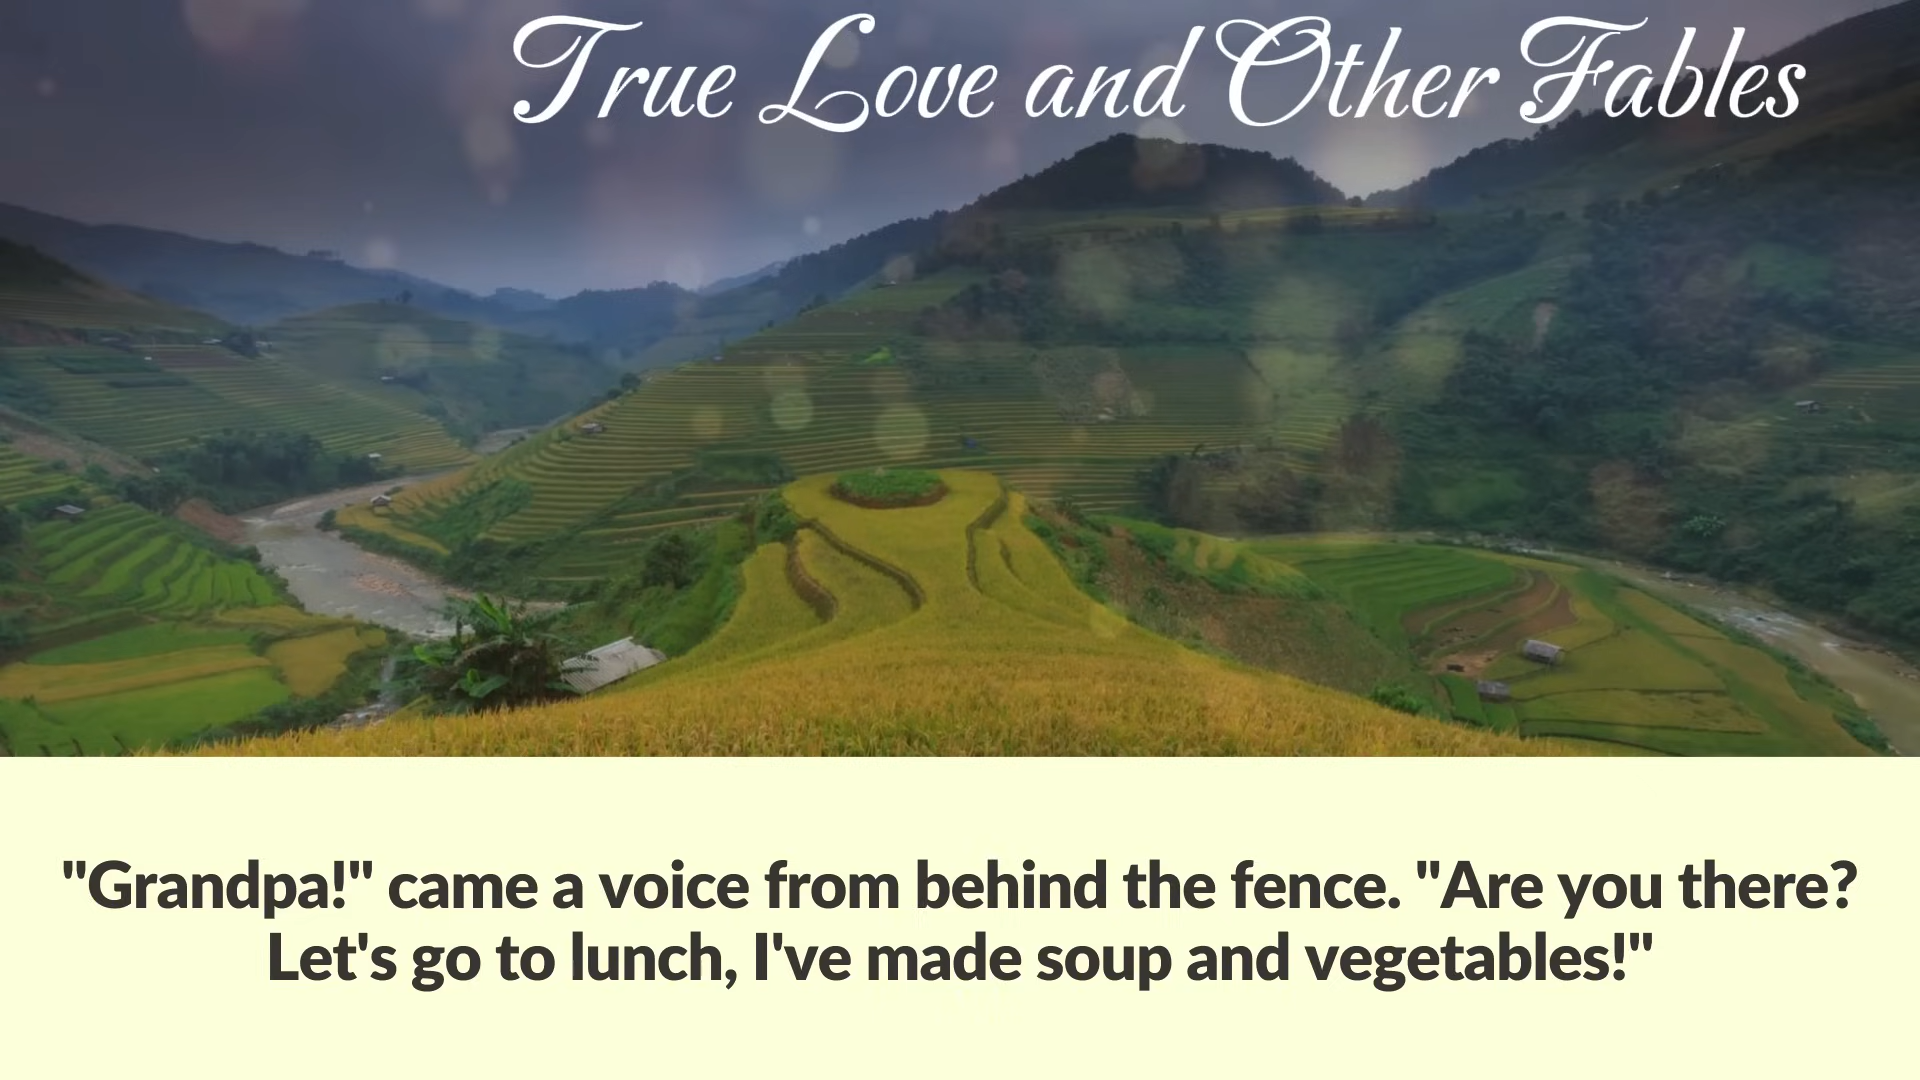 True Love and Other Fables
"Grandpa!" came a voice from behind the fence. "Are you there?
Let's go to lunch, I've made soup and vegetables!"